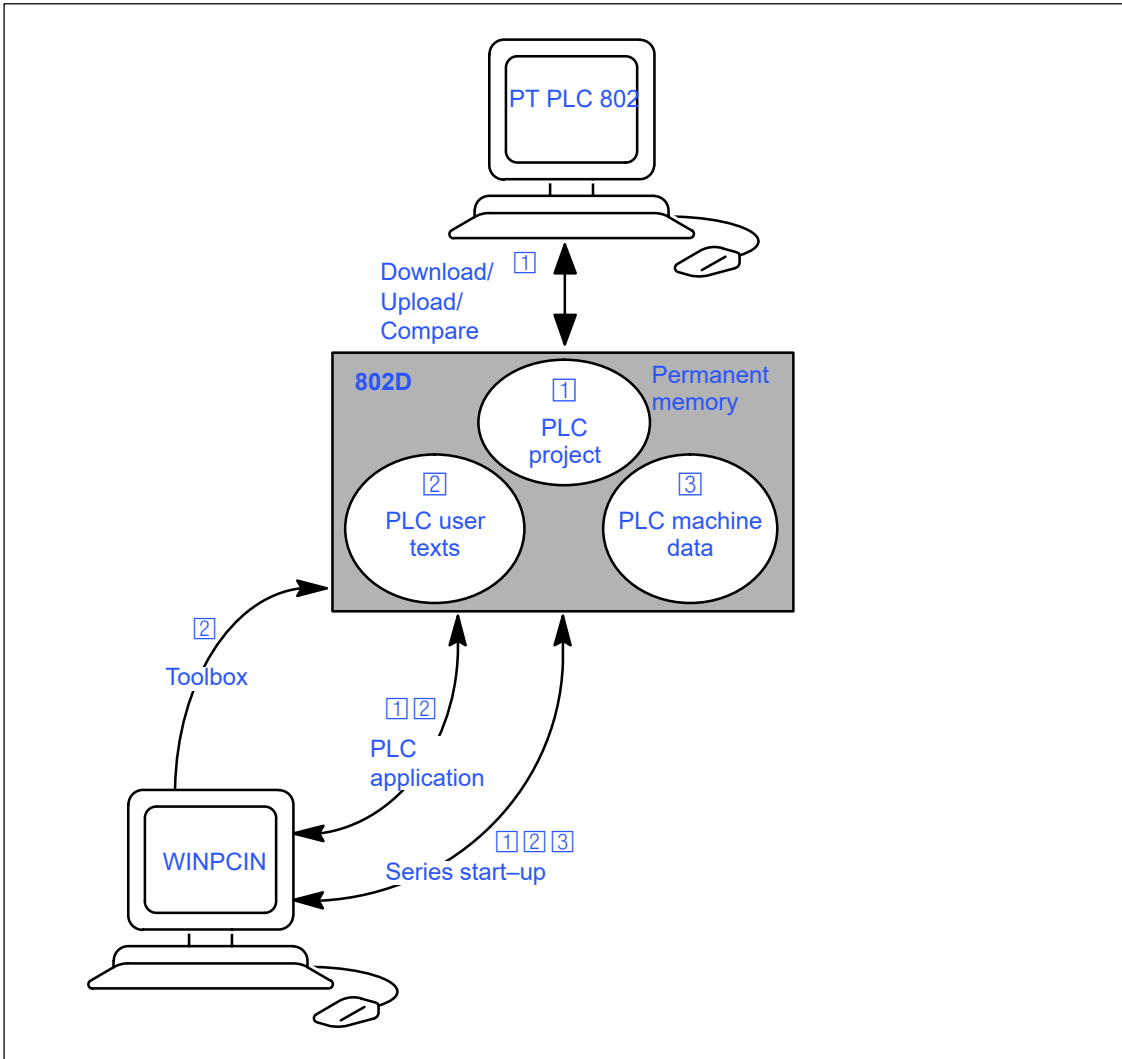 PT PLC 802
Download/ 1
Upload/
Compare
802D
Permanent
memory
1
PLC
project
2
PLC user
texts
3
PLC machine
data
2
Toolbox
1 2
PLC
application
1 2 3
Series start–up
WINPCIN